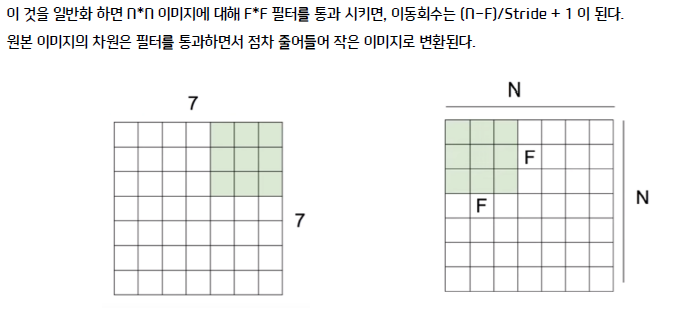 이 것을 일반화 하면 N*N 이미지에 대해 F*F 필터를 통과 시키면, 이동회수는 (N-F)/Stride + 1 이 된다.
원본 이미지의 차원은 필터를 통과하면서 점차 줄어들어 작은 이미지로 변환된다.
7
7
N
F
F
N